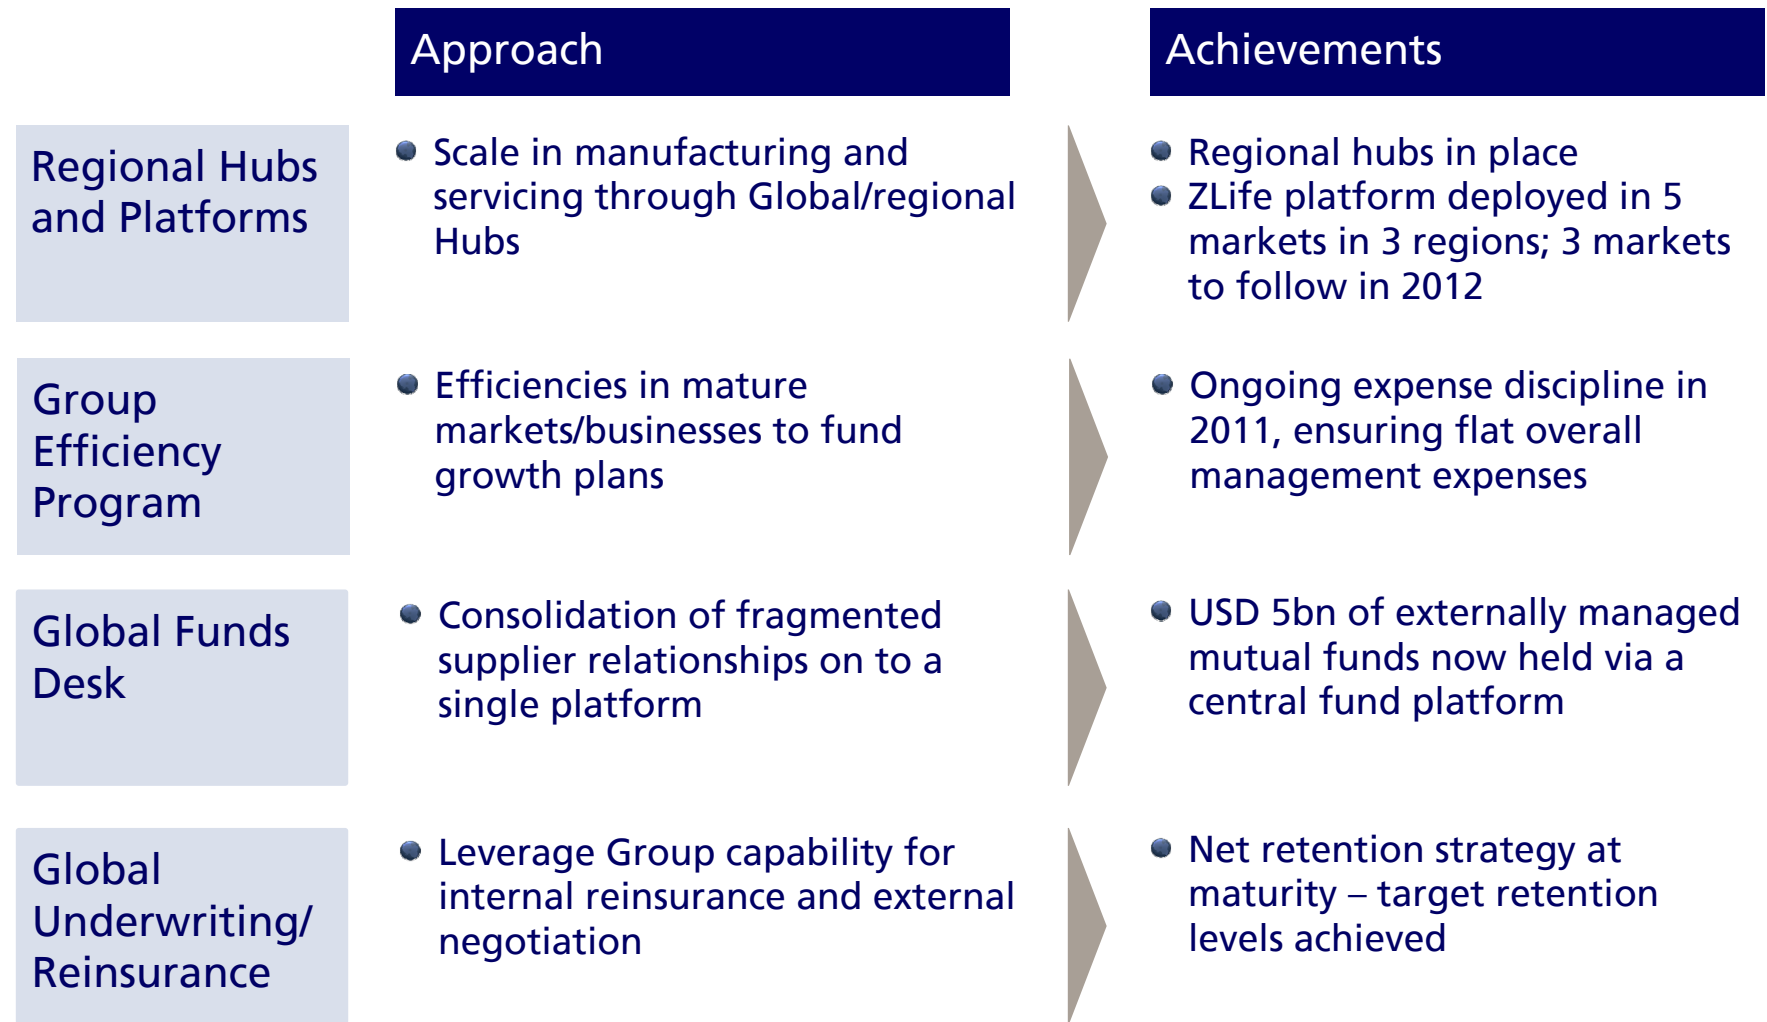 Approach
Achievements
Regional Hubs
and Platforms
Scale in manufacturing and
servicing through Global/regional
Hubs
Regional hubs in place
ZLife platform deployed in 5
markets in 3 regions; 3 markets
to follow in 2012
Group
Efficiency
Program
Efficiencies in mature
markets/businesses to fund
growth plans
Ongoing expense discipline in
2011, ensuring flat overall
management expenses
Global Funds
Desk
Consolidation of fragmented
supplier relationships on to a
single platform
USD 5bn of externally managed
mutual funds now held via a
central fund platform
Global
Underwriting/
Reinsurance
Leverage Group capability for
internal reinsurance and external
negotiation
Net retention strategy at
maturity – target retention
levels achieved